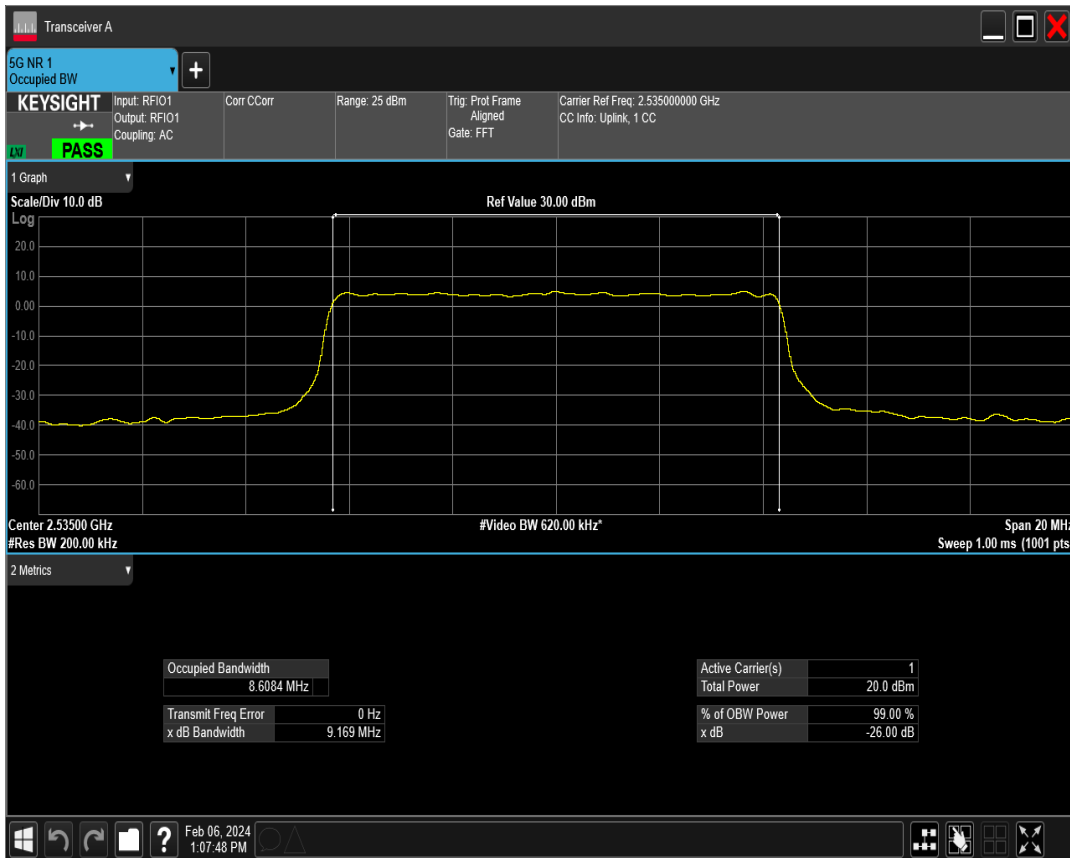 Transceiver A
5G NR 1
Occupied BW
+
KEYSIGHT
LXI
PASS
Input: RFIO1
Output: RFIO1
Coupling: AC
Corr CCorr
Range: 25 dBm
Trig: Prot Frame
Aligned
Gate: FFT
Carrier Ref Freq: 2.535000000 GHz
CC Info: Uplink, 1 CC
1 Graph
Scale/Div 10.0 dB
Ref Value 30.00 dBm
Log
20.0
10.0
0.00
-10.0
-20.0
-30.0
-40.0
-50.0
-60.0
Center 2.53500 GHz
#Video BW 620.00 kHz*
Span 20 MHz
#Res BW 200.00 kHz
Sweep 1.00 ms (1001 pts
2 Metrics
Occupied Bandwidth
8.6084 MHz
Transmit Freq Error 0 Hz
x dB Bandwidth 9.169 MHz
Active Carrier(s) 1
Total Power 20.0 dBm
% of OBW Power 99.00 %
x dB -26.00 dB
?
Feb 06, 2024
1:07:48 PM